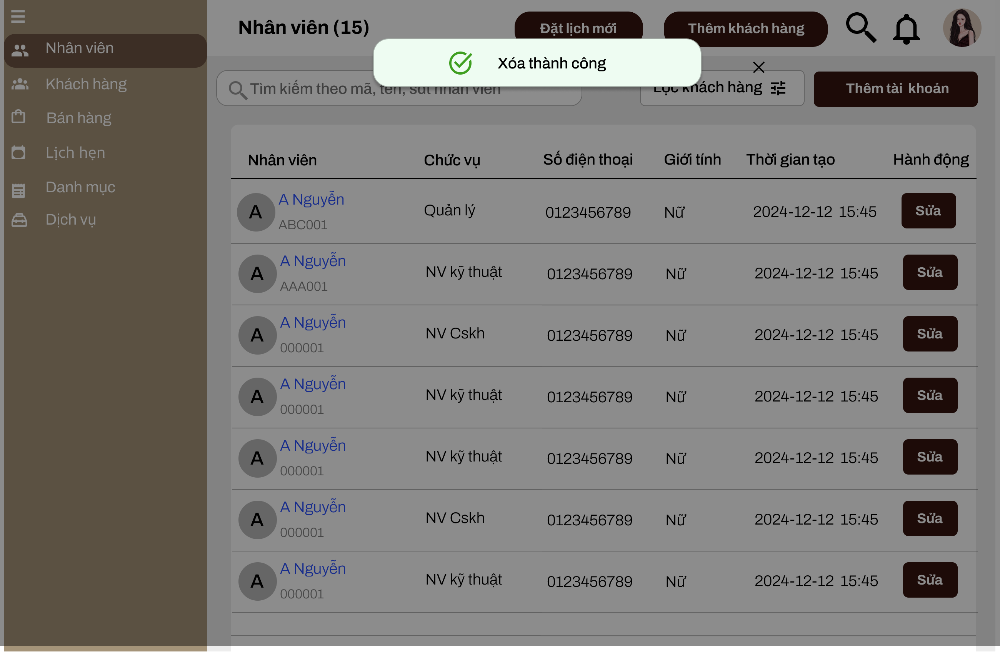 Nhân viên (15)
Đặt lịch mới
Thêm khách hàng
Nhân viên
Khách hàng
Bán hàng
Lịch hẹn
Danh mục
Dịch vụ
Xóa thành công
Tìm kiếm theo mã, tên, sdt nhân viên
Lọc khách hàng
Thêm tài khoản
Nhân viên Chức vụ Số điện thoại Giới tính Thời gian tạo Hành động
A A Nguyễn Quản lý 0123456789 Nữ 2024-12-12 15:45 Sửa
ABC001
A A Nguyễn NV kỹ thuật 0123456789 Nữ 2024-12-12 15:45 Sửa
AAA001
A A Nguyễn NV Cskh 0123456789 Nữ 2024-12-12 15:45 Sửa
000001
A A Nguyễn NV kỹ thuật 0123456789 Nữ 2024-12-12 15:45 Sửa
000001
A A Nguyễn NV kỹ thuật 0123456789 Nữ 2024-12-12 15:45 Sửa
000001
A A Nguyễn NV Cskh 0123456789 Nữ 2024-12-12 15:45 Sửa
000001
A A Nguyễn NV kỹ thuật 0123456789 Nữ 2024-12-12 15:45 Sửa
000001